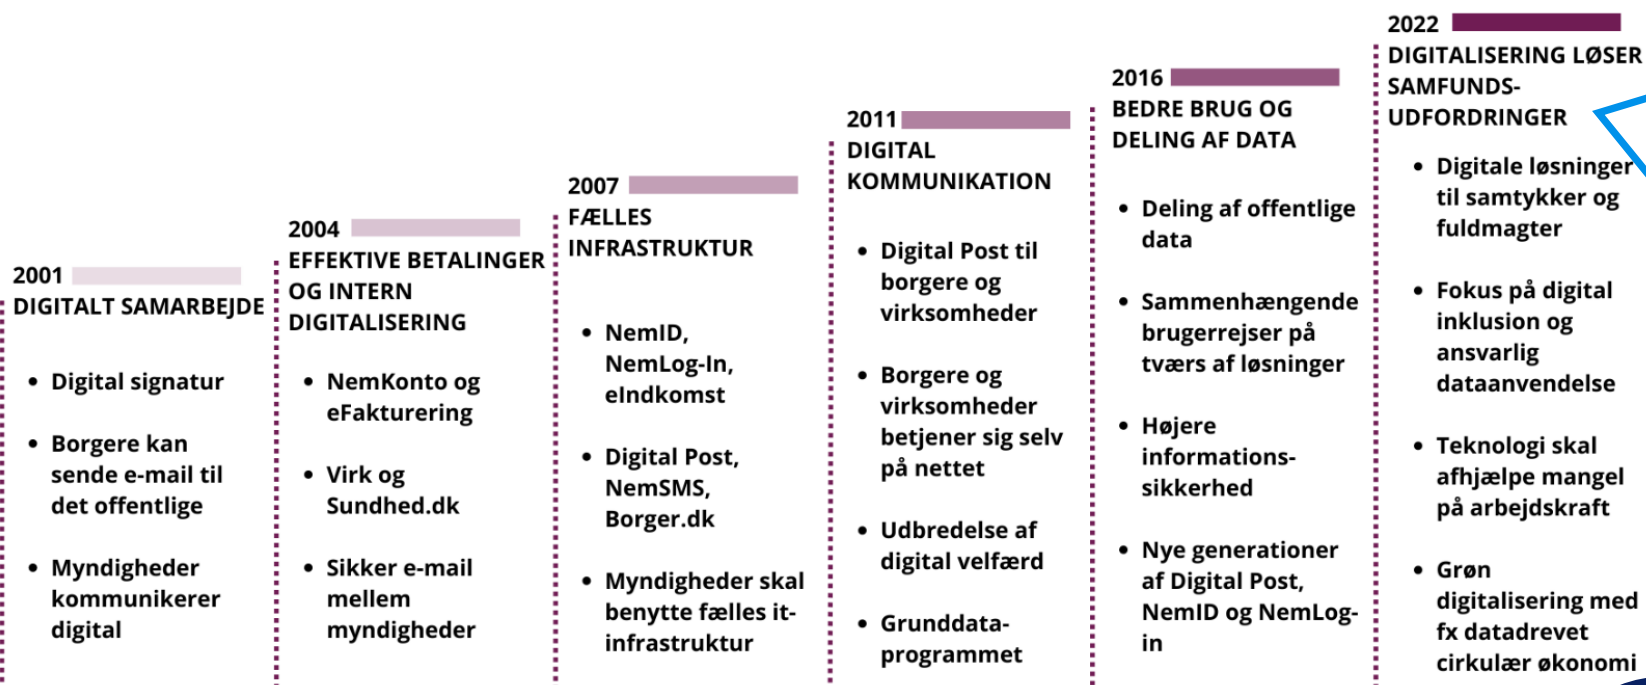 2001
DIGITALT SAMARBEJDE
• Digital signatur
• Borgere kan
sende e-mail til
det offentlige
• Myndigheder
kommunikerer
digital
2004
EFFEKTIVE BETALINGER
OG INTERN
DIGITALISERING
• NemKonto og
eFakturering
• Virk og
Sundhed.dk
• Sikker e-mail
mellem
myndigheder
2007
FÆLLES
INFRASTRUKTUR
• NemID,
NemLog-In,
eIndkomst
• Digital Post,
NemSMS,
Borger.dk
• Myndigheder skal
benytte fælles it-
infrastruktur
2011
DIGITAL
KOMMUNIKATION
• Digital Post til
borgere og
virksomheder
• Borgere og
virksomheder
betjener sig selv
på nettet
• Udbredelse af
digital velfærd
• Grunddata-
programmet
2016
BEDRE BRUG OG
DELING AF DATA
• Deling af offentlige
data
• Sammenhængende
brugerrejser på
tværs af løsninger
• Højere
informations-
sikkerhed
• Nye generationer
af Digital Post,
NemID og NemLog-
in
2022
DIGITALISERING LØSER
SAMFUNDS-
UDFORDRINGER
• Digitale løsninger
til samtykker og
fuldmagter
• Fokus på digital
inklusion og
ansvarlig
dataanvendelse
• Teknologi skal
afhjælpe mangel
på arbejdskraft
• Grøn
digitalisering med
fx datadrevet
cirkulær økonomi